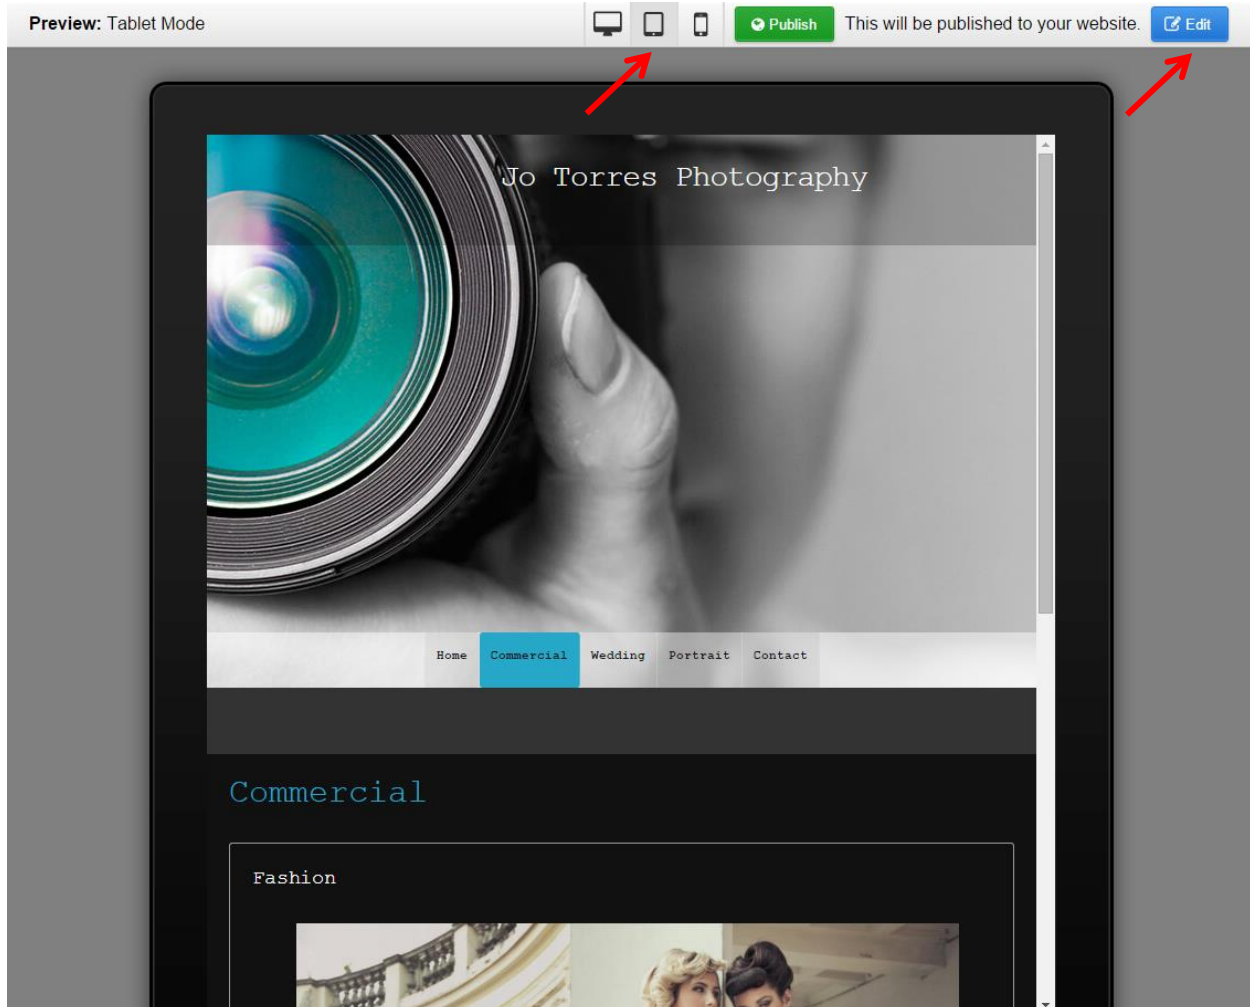 Preview: Tablet Mode
Publish
This will be published to your website.
Edit
Jo Torres Photography
Home Commercial Wedding Portrait Contact
Commercial
Fashion